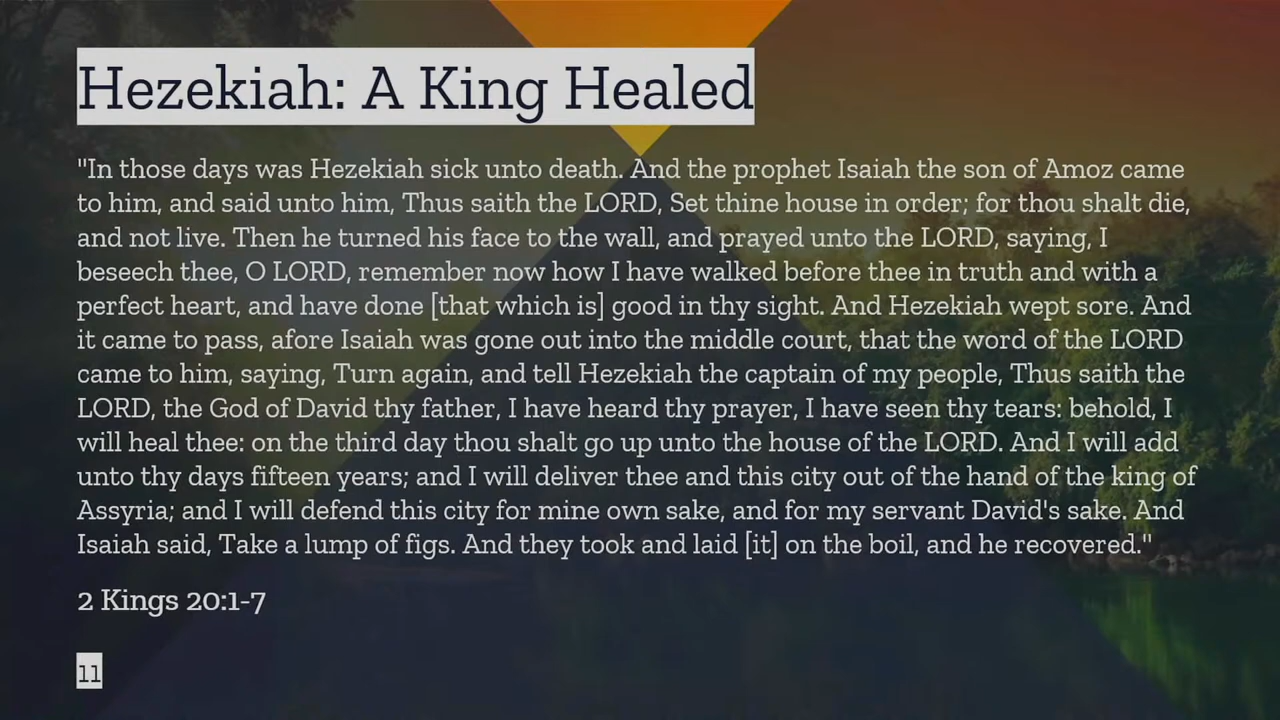 Hezekiah: A King Healed
"In those days was Hezekiah sick unto death. And the prophet Isaiah the son of Amoz came
to him, and said unto him, Thus saith the LORD, Set thine house in order; for thou shalt die,
and not live. Then he turned his face to the wall, and prayed unto the LORD, saying, I
beseech thee, O LORD, remember now how I have walked before thee in truth and with a
perfect heart, and have done [that which is] good in thy sight. And Hezekiah wept sore. And
it came to pass, afore Isaiah was gone out into the middle court, that the word of the LORD
came to him, saying, Turn again, and tell Hezekiah the captain of my people, Thus saith the
LORD, the God of David thy father, I have heard thy prayer, I have seen thy tears: behold, I
will heal thee: on the third day thou shalt go up unto the house of the LORD. And I will add
unto thy days fifteen years; and I will deliver thee and this city out of the hand of the king of
Assyria; and I will defend this city for mine own sake, and for my servant David's sake. And
Isaiah said, Take a lump of figs. And they took and laid [it] on the boil, and he recovered."
2 Kings 20:1-7
11